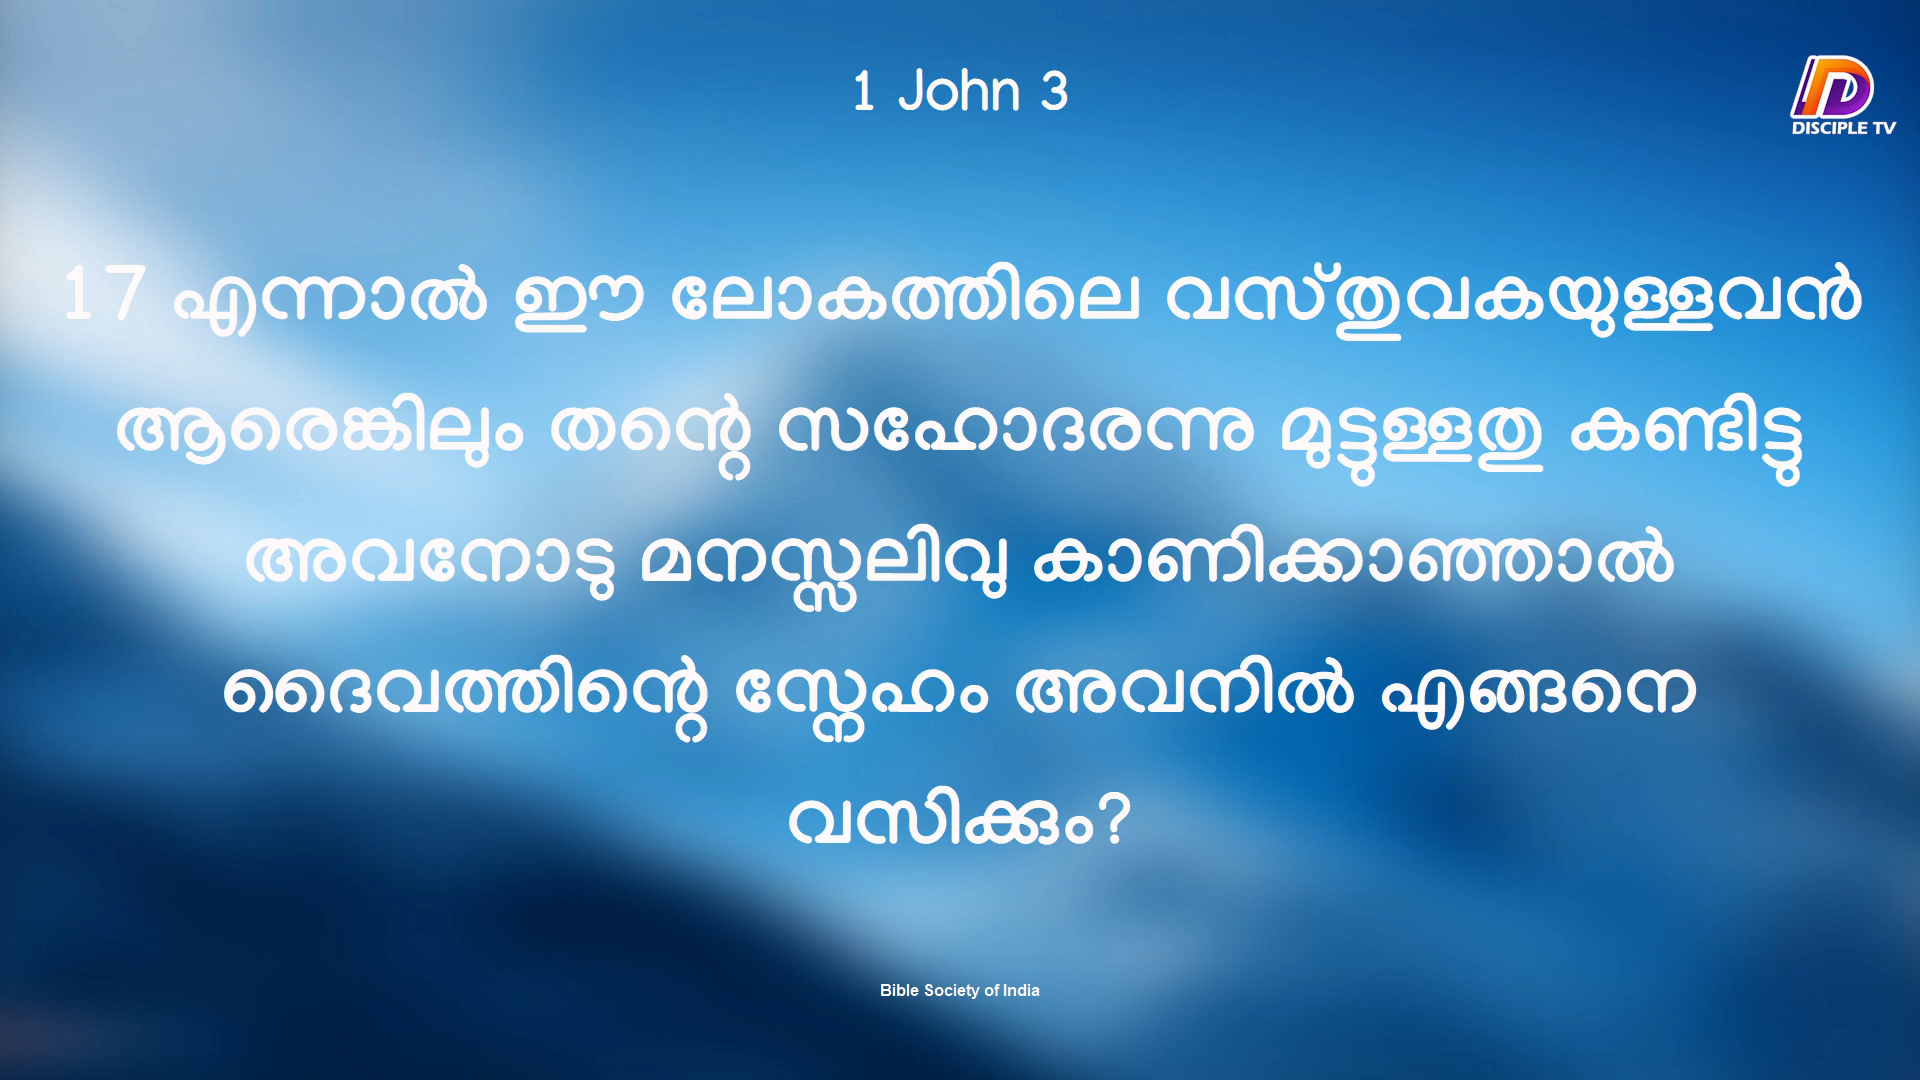 1 John 3
DISCIPLE TV
17 എന്നാൽ ഈ ലോകത്തിലെ വസ്തുവകയുള്ളവൻ
ആരെങ്കിലും തന്റെ സഹോദരന്നു മുട്ടുള്ളതു കണ്ടിട്ടു
അവനോടു മനസ്സലിവു കാണിക്കാഞ്ഞാൽ
ദൈവത്തിന്റെ സ്നേഹം അവനിൽ എങ്ങനെ
വസിക്കും?
Bible Society of India